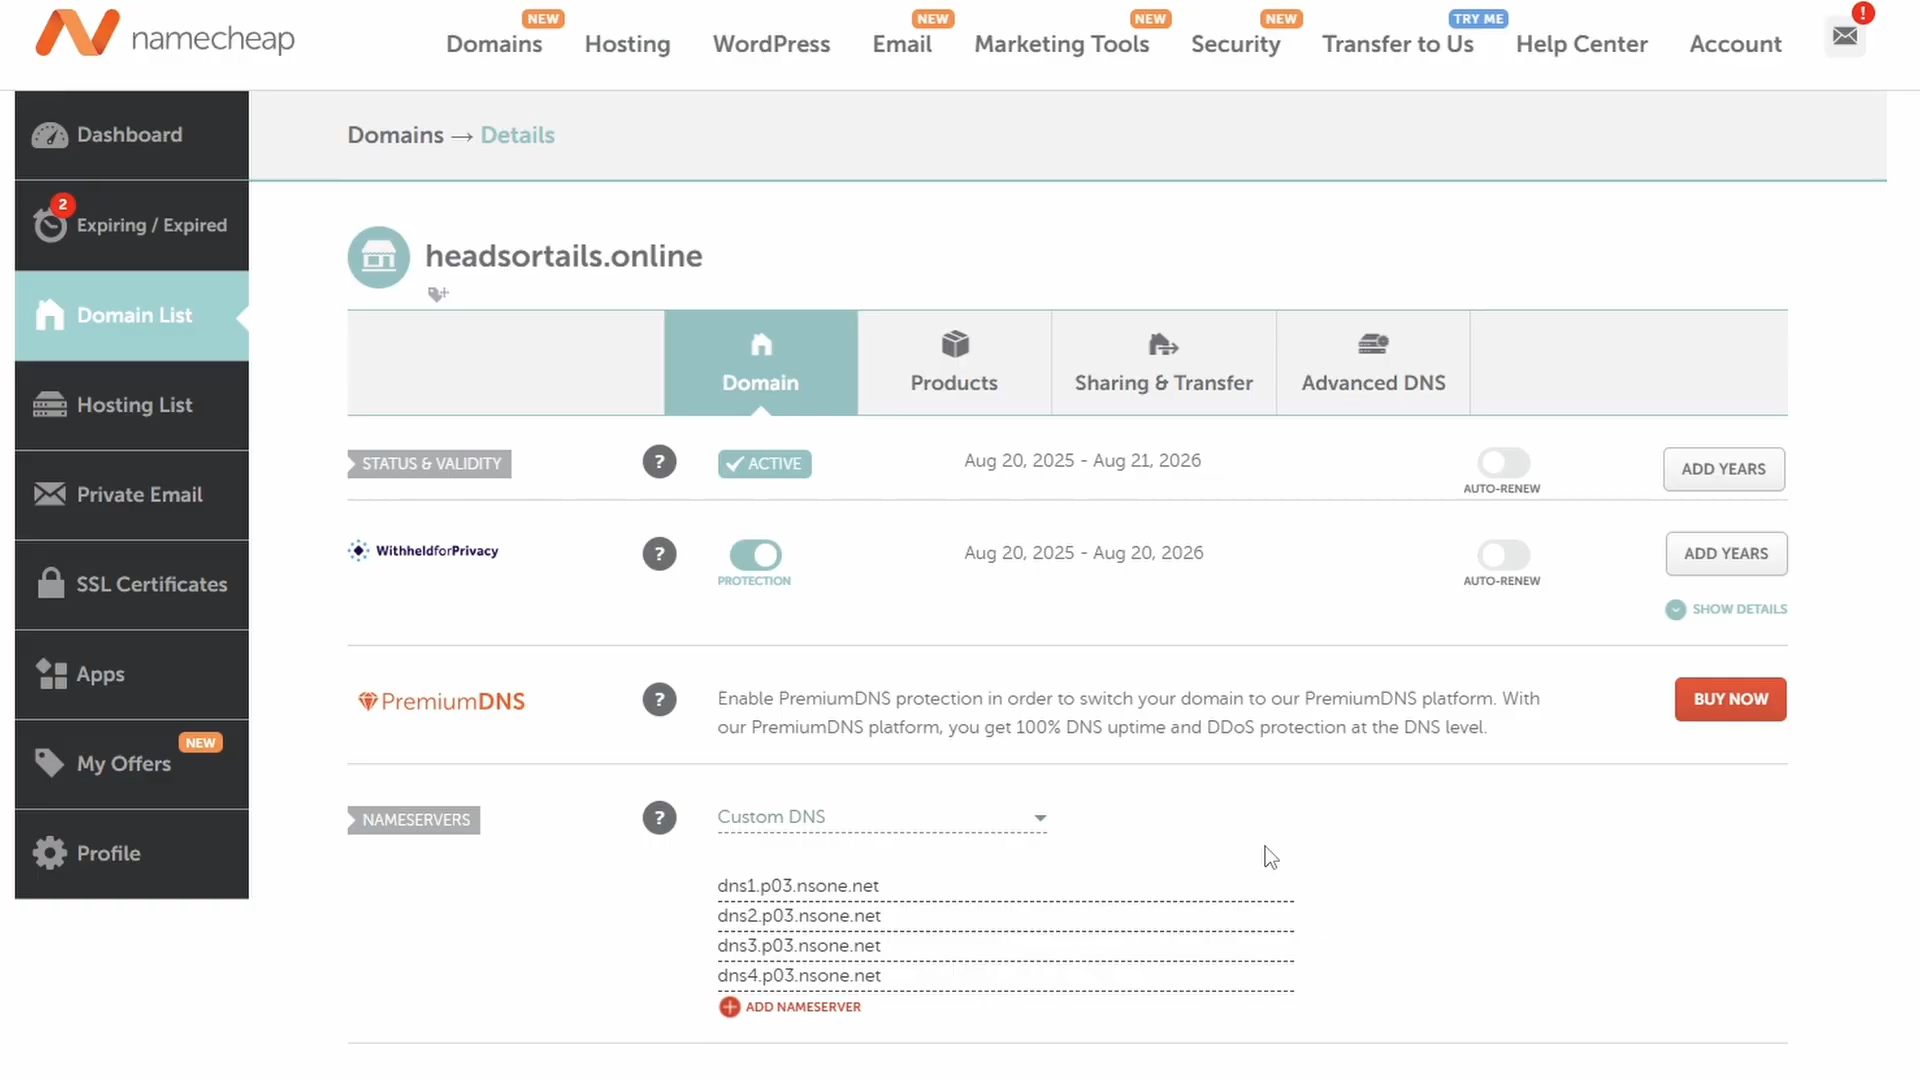 namecheap
NEW
Domains
Hosting
WordPress
NEW
Email
NEW
Marketing Tools
NEW
Security
TRY ME
Transfer to Us
Help Center
Account
!
Dashboard
2
Expiring / Expired
Domain List
Hosting List
Private Email
SSL Certificates
Apps
NEW
My Offers
Profile
Domains → Details
headsortails.online
Domain
Products
Sharing & Transfer
Advanced DNS
STATUS & VALIDITY
?
ACTIVE
Aug 20, 2025 - Aug 21, 2026
AUTO-RENEW
ADD YEARS
WithheldforPrivacy
?
PROTECTION
Aug 20, 2025 - Aug 20, 2026
AUTO-RENEW
ADD YEARS
SHOW DETAILS
PremiumDNS
?
Enable PremiumDNS protection in order to switch your domain to our PremiumDNS platform. With
our PremiumDNS platform, you get 100% DNS uptime and DDoS protection at the DNS level.
BUY NOW
NAMESERVERS
?
Custom DNS
dns1.p03.nsone.net
dns2.p03.nsone.net
dns3.p03.nsone.net
dns4.p03.nsone.net
ADD NAMESERVER